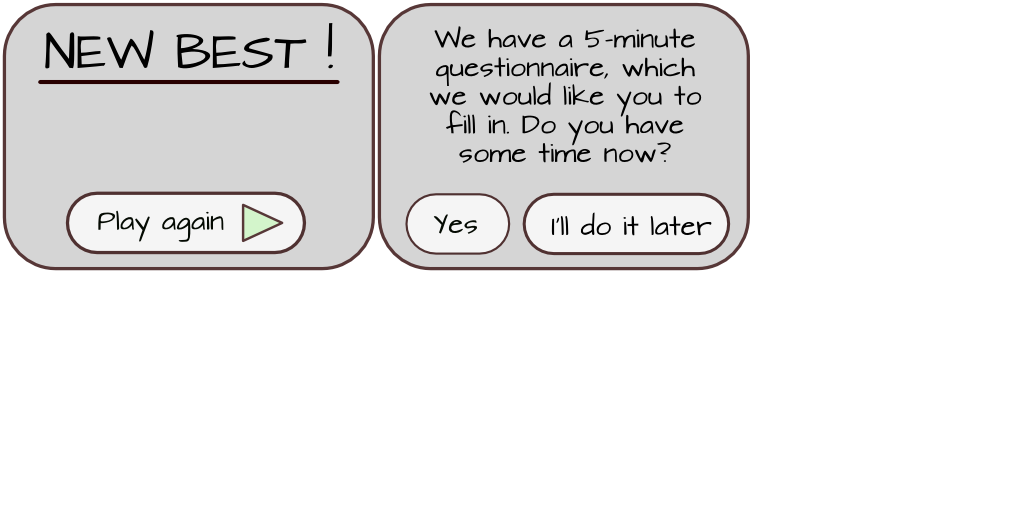 NEW BEST !
Play again
We have a 5-minute
questionnaire, which
we would like you to
fill in. Do you have
some time now?
Yes
I'll do it later